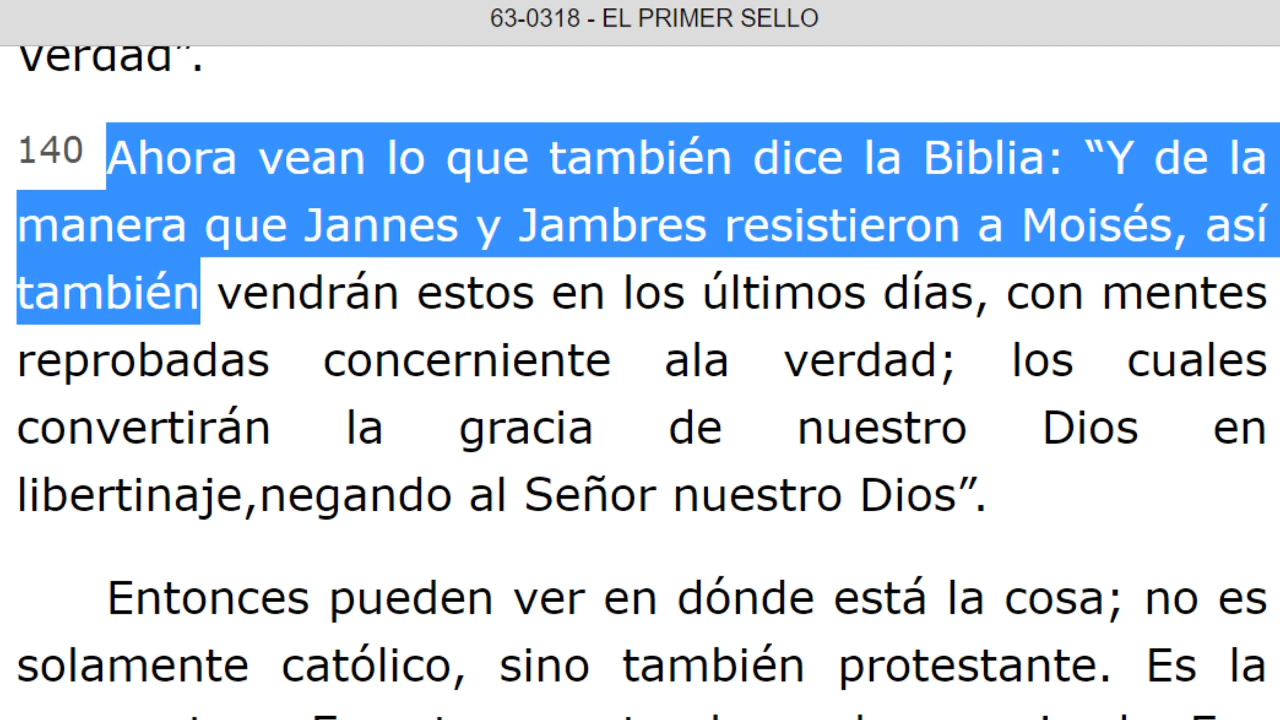 63-0318 - EL PRIMER SELLO
verdad”.
140 Ahora vean lo que también dice la Biblia: “Y de la
manera que Jannes y Jambres resistieron a Moisés, así
también vendrán estos en los últimos días, con mentes
reprobadas concerniente ala verdad; los cuales
convertirán la gracia de nuestro Dios en
libertinaje,negando al Señor nuestro Dios”.
Entonces pueden ver en dónde está la cosa; no es
solamente católico, sino también protestante. Es la